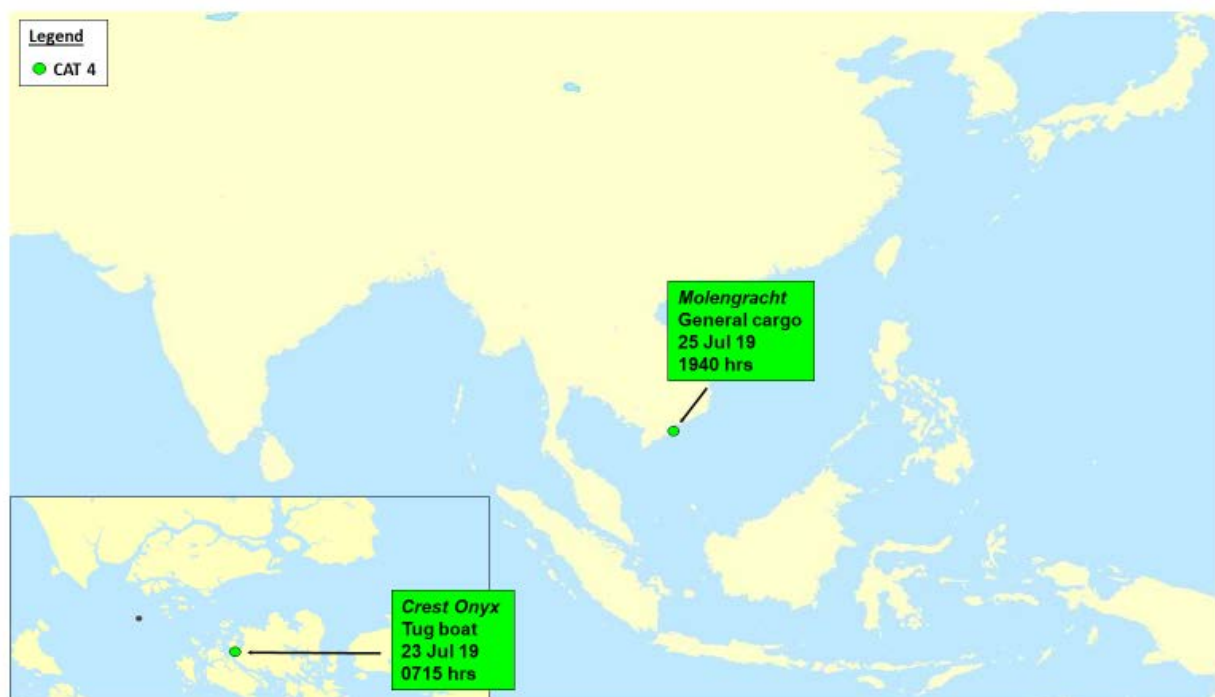 Legend
CAT 4
Molengracht
General cargo
25 Jul 19
1940 hrs
Crest Onyx
Tug boat
23 Jul 19
0715 hrs